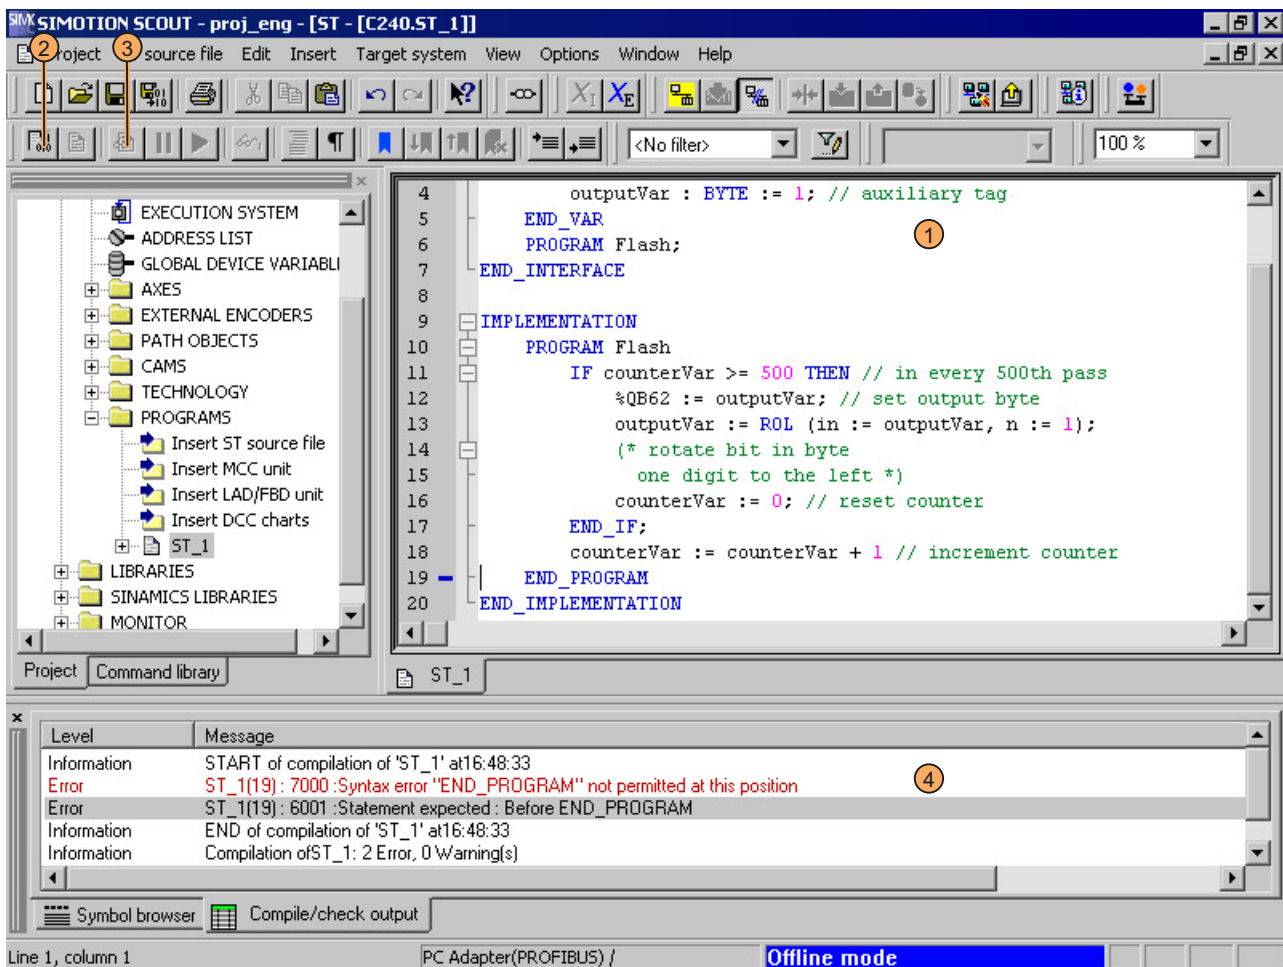 SIMOTION SCOUT - proj_eng - [ST - [C240.ST_1]]
2 roject 3 source file Edit Insert Target system View Options Window Help
<No filter> 100 %
EXECUTION SYSTEM
ADDRESS LIST
GLOBAL DEVICE VARIABL
AXES
EXTERNAL ENCODERS
PATH OBJECTS
CAMS
TECHNOLOGY
PROGRAMS
Insert ST source file
Insert MCC unit
Insert LAD/FBD unit
Insert DCC charts
ST_1
LIBRARIES
SINAMICS LIBRARIES
MONITOR
Project Command library
1
4 outputVar : BYTE := 1; // auxiliary tag
5 END_VAR
6 PROGRAM Flash;
7 END_INTERFACE
8
9 IMPLEMENTATION
10 PROGRAM Flash
11 IF counterVar >= 500 THEN // in every 500th pass
12 %QB62 := outputVar; // set output byte
13 outputVar := ROL (in := outputVar, n := 1);
14 (* rotate bit in byte
15 one digit to the left *)
16 counterVar := 0; // reset counter
17 END_IF;
18 counterVar := counterVar + 1 // increment counter
19 END_PROGRAM
20 END_IMPLEMENTATION
ST_1
Level Message
Information START of compilation of 'ST_1' at16:48:33
Error ST_1(19) : 7000 :Syntax error "END_PROGRAM" not permitted at this position
4
Error ST_1(19) : 6001 :Statement expected : Before END_PROGRAM
Information END of compilation of 'ST_1' at16:48:33
Information Compilation ofST_1: 2 Error, 0 Warning(s)
Symbol browser Compile/check output
Line 1, column 1 PC Adapter(PROFIBUS) / Offline mode